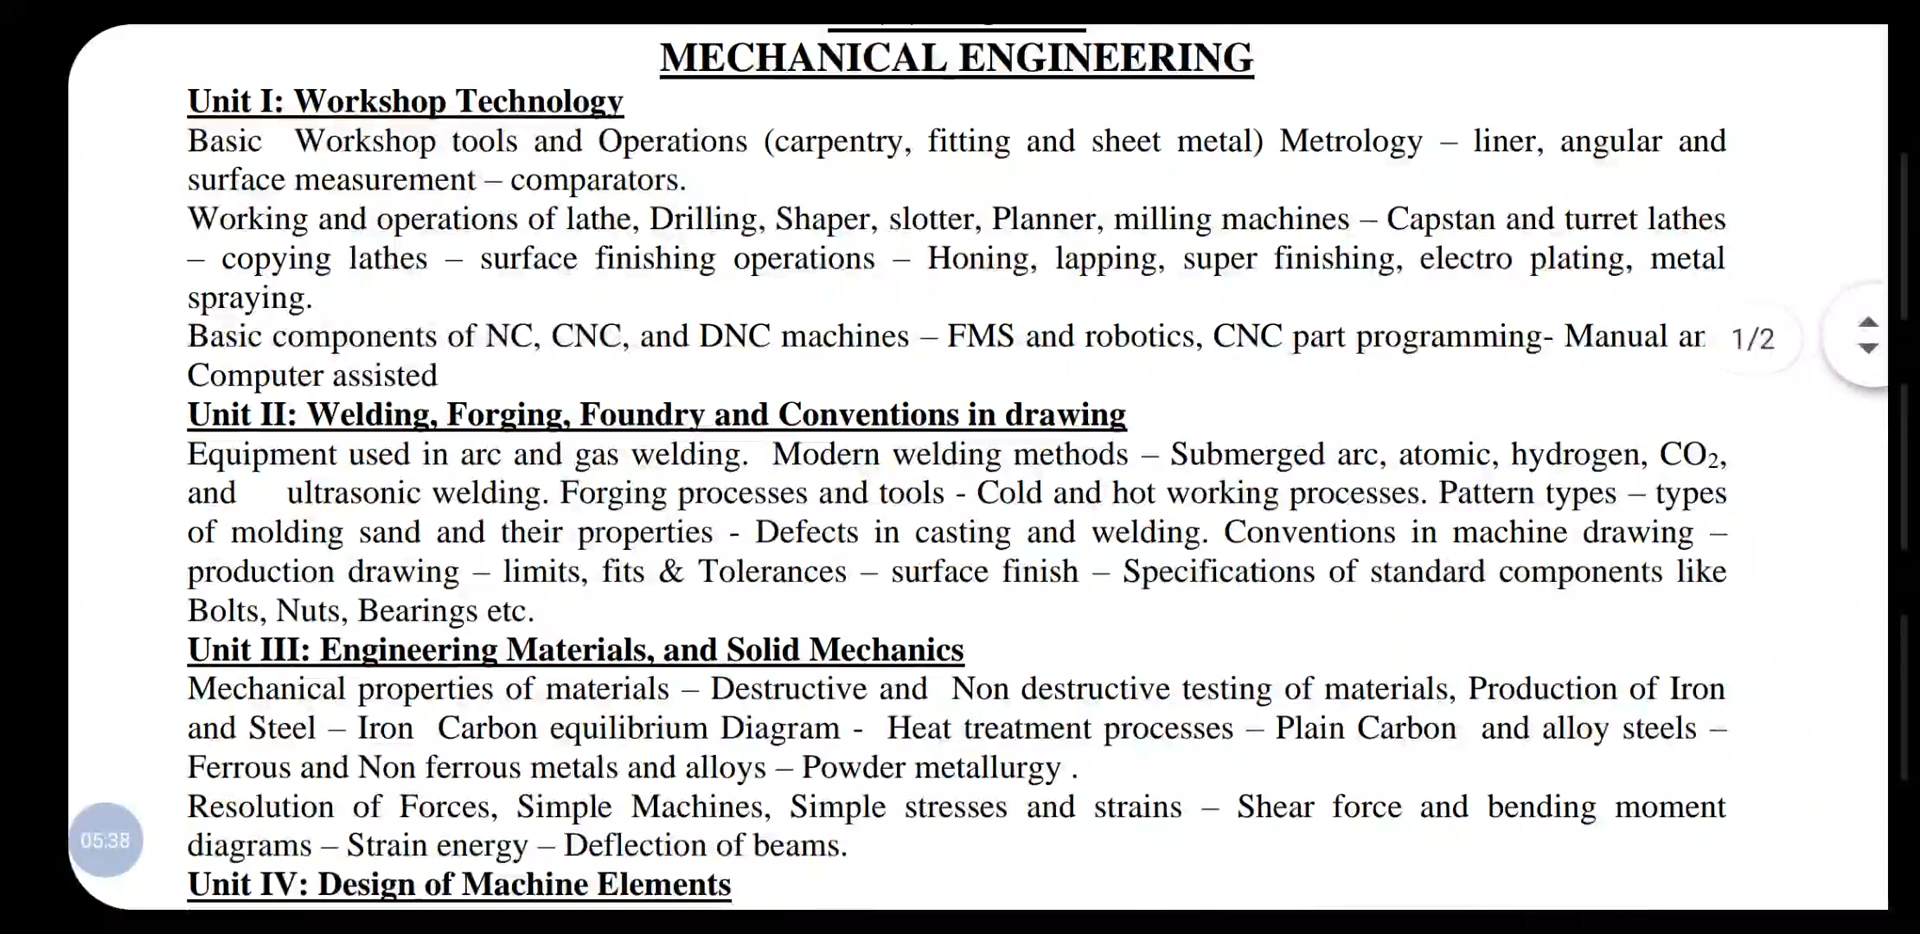 MECHANICAL ENGINEERING
Unit I: Workshop Technology
Basic Workshop tools and Operations (carpentry, fitting and sheet metal) Metrology – liner, angular and
surface measurement – comparators.
Working and operations of lathe, Drilling, Shaper, slotter, Planner, milling machines – Capstan and turret lathes
– copying lathes – surface finishing operations – Honing, lapping, super finishing, electro plating, metal
spraying.
Basic components of NC, CNC, and DNC machines – FMS and robotics, CNC part programming- Manual ar 1/2
Computer assisted
Unit II: Welding, Forging, Foundry and Conventions in drawing
Equipment used in arc and gas welding. Modern welding methods – Submerged arc, atomic, hydrogen, CO₂,
and ultrasonic welding. Forging processes and tools - Cold and hot working processes. Pattern types – types
of molding sand and their properties - Defects in casting and welding. Conventions in machine drawing –
production drawing – limits, fits & Tolerances – surface finish – Specifications of standard components like
Bolts, Nuts, Bearings etc.
Unit III: Engineering Materials, and Solid Mechanics
Mechanical properties of materials – Destructive and Non destructive testing of materials, Production of Iron
and Steel – Iron Carbon equilibrium Diagram - Heat treatment processes – Plain Carbon and alloy steels –
Ferrous and Non ferrous metals and alloys – Powder metallurgy .
Resolution of Forces, Simple Machines, Simple stresses and strains – Shear force and bending moment
05:38 diagrams – Strain energy – Deflection of beams.
Unit IV: Design of Machine Elements